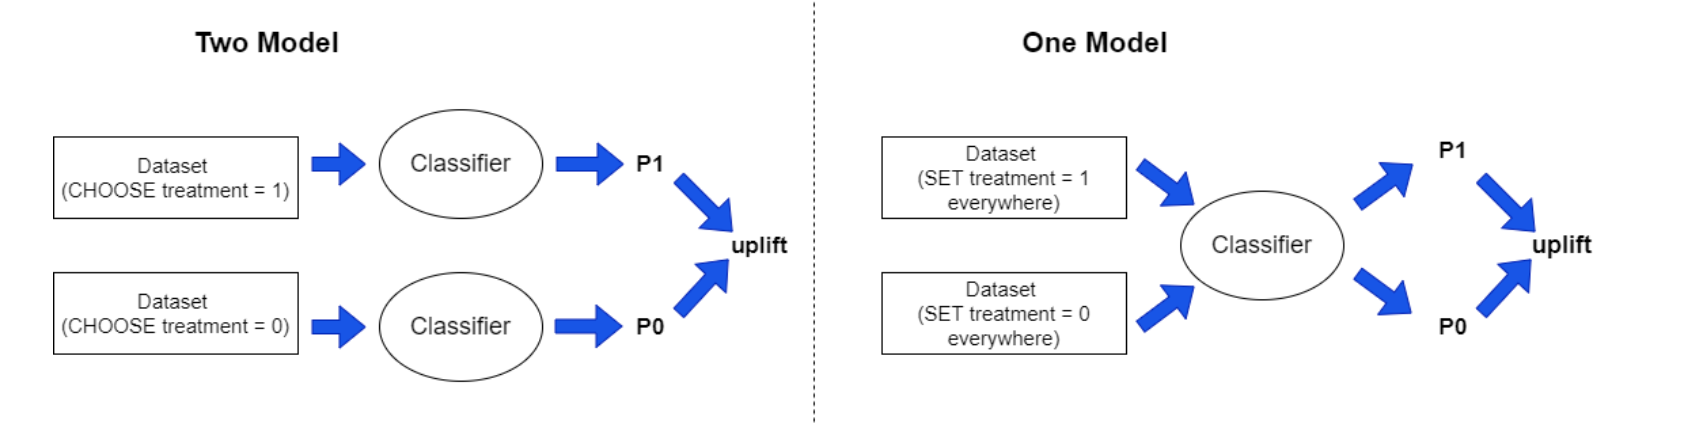 Two Model
Dataset
(CHOOSE treatment = 1)
Classifier
P1
uplift
Dataset
(CHOOSE treatment = 0)
Classifier
P0
One Model
Dataset
(SET treatment = 1
everywhere)
Classifier
P1
uplift
Dataset
(SET treatment = 0
everywhere)
P0